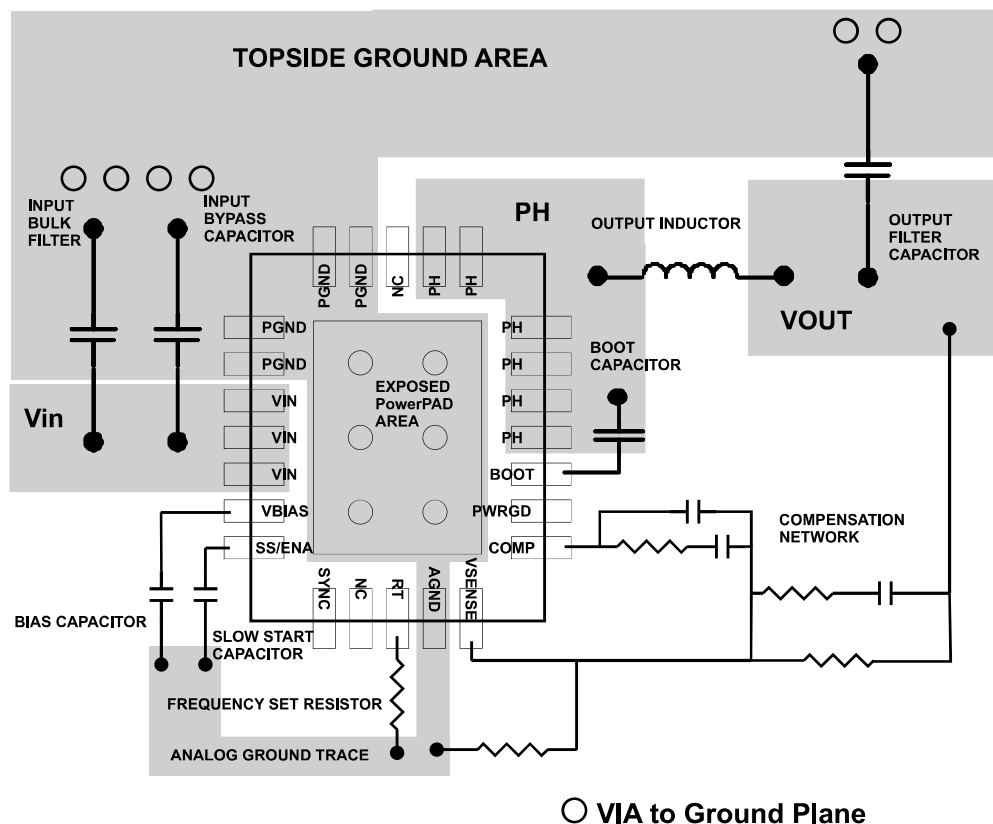 TOPSIDE GROUND AREA
INPUT
BULK
FILTER
INPUT
BYPASS
CAPACITOR
PH
OUTPUT INDUCTOR
OUTPUT
FILTER
CAPACITOR
VOUT
PGND
PGND
NC
PH
PH
PGND
PGND
VIN
VIN
VIN
VBIAS
SS/ENA
Vin
EXPOSED
PowerPAD
AREA
PH
PH
PH
PH
BOOT
PWRGD
COMP
BOOT
CAPACITOR
SYNC
NC
RT
AGND
VSENSE
COMPENSATION
NETWORK
BIAS CAPACITOR
SLOW START
CAPACITOR
FREQUENCY SET RESISTOR
ANALOG GROUND TRACE
VIA to Ground Plane